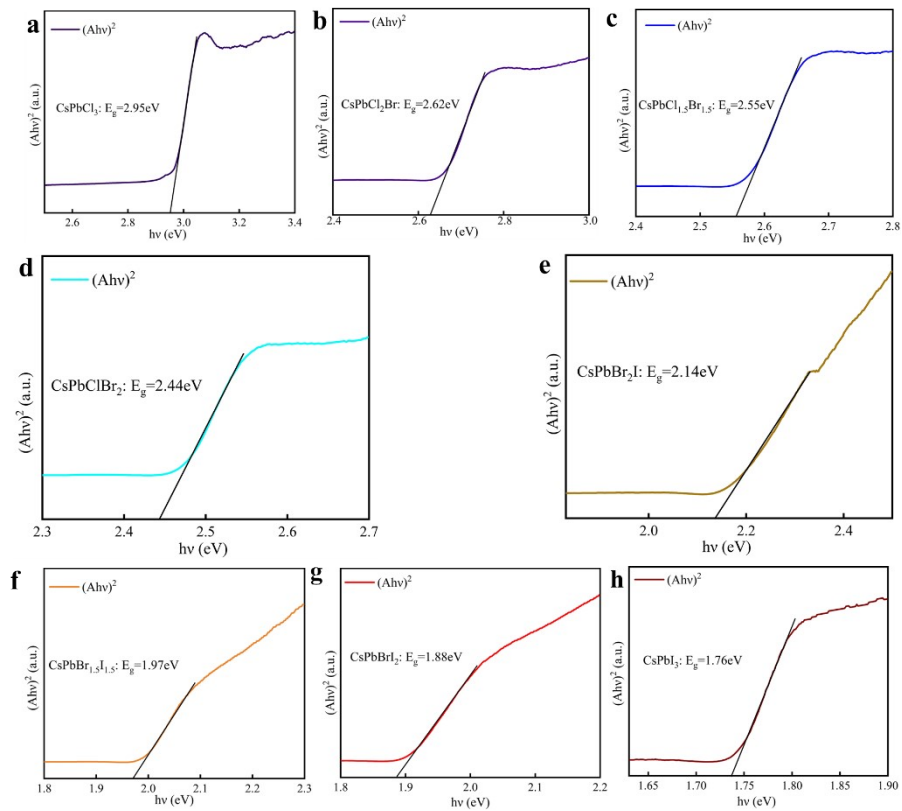 a
(Ahν)²
CsPbCl₃: E_g=2.95eV
(Ahν)² (a.u.)
2.6 2.8 3.0 3.2 3.4
hν (eV)
b
(Ahν)²
CsPbCl₂Br: E_g=2.62eV
(Ahν)² (a.u.)
2.4 2.6 2.8 3.0
hν (eV)
c
(Ahν)²
CsPbCl₁.₅Br₁.₅: E_g=2.55eV
(Ahν)² (a.u.)
2.4 2.5 2.6 2.7 2.8
hν (eV)
d
(Ahν)²
CsPbClBr₂: E_g=2.44eV
(Ahν)² (a.u.)
2.3 2.4 2.5 2.6 2.7
hν (eV)
e
(Ahν)²
CsPbBr₂I: E_g=2.14eV
(Ahν)² (a.u.)
2.0 2.2 2.4
hν (eV)
f
(Ahν)²
CsPbBr₁.₅I₁.₅: E_g=1.97eV
(Ahν)² (a.u.)
1.8 1.9 2.0 2.1 2.2 2.3
hν (eV)
g
(Ahν)²
CsPbBrI₂: E_g=1.88eV
(Ahν)² (a.u.)
1.8 1.9 2.0 2.1 2.2
hν (eV)
h
(Ahν)²
CsPbI₃: E_g=1.76eV
(Ahν)² (a.u.)
1.65 1.70 1.75 1.80 1.85 1.90
hν (eV)